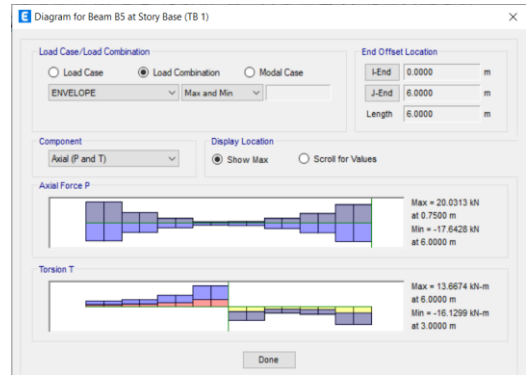 E Diagram for Beam B5 at Story Base (TB 1)
Load Case/Load Combination
Load Case Load Combination Modal Case
ENVELOPE Max and Min
End Offset Location
I-End 0.0000 m
J-End 6.0000 m
Length 6.0000 m
Component
Axial (P and T)
Display Location
Show Max Scroll for Values
Axial Force P
Max = 20.0313 kN
at 0.7500 m
Min = -17.6428 kN
at 6.0000 m
Torsion T
Max = 13.6674 kN-m
at 6.0000 m
Min = -16.1299 kN-m
at 3.0000 m
Done